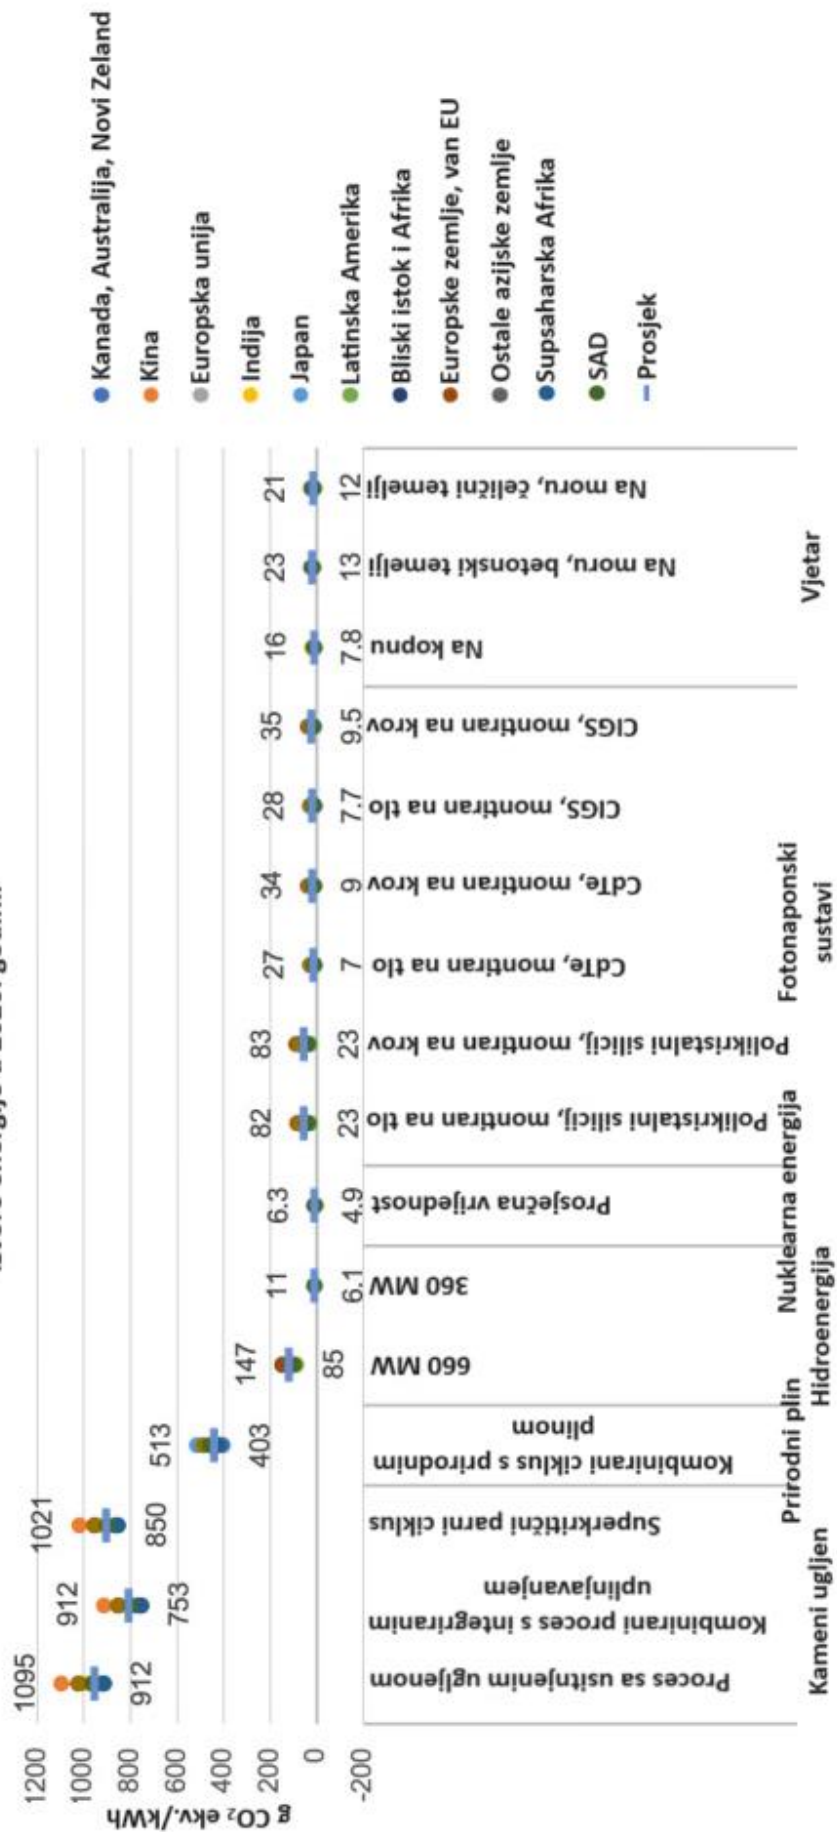 1200
1000
800
600
400
200
0
-200
g CO₂ ekv./kWh
1095
912
912
753
1021
850
513
403
147
85
11
6.1
6.3
4.9
82
23
83
23
27
7
34
9
28
7.7
35
9.5
16
7.8
23
13
21
12
Proces sa usitnjenim ugljenom
Kombinirani proces s integriranim
uplinjavanjem
Superkritični parni ciklus
Kombinirani ciklus s prirodnim
plinom
660 MW
360 MW
Prosječna vrijednost
Polikristalni silicij, montiran na tlo
Polikristalni silicij, montiran na krov
CdTe, montiran na tlo
CdTe, montiran na krov
CIGS, montiran na tlo
CIGS, montiran na krov
Na kopnu
Na moru, betonski temelji
Na moru, čelični temelji
Kameni ugljen
Prirodni plin
Hidroenergija
Nuklearna energija
Fotonaponski
sustavi
Vjetar
Kanada, Australija, Novi Zeland
Kina
Europska unija
Indija
Japan
Latinska Amerika
Bliski istok i Afrika
Europske zemlje, van EU
Ostale azijske zemlje
Supsaharska Afrika
SAD
Prosjek